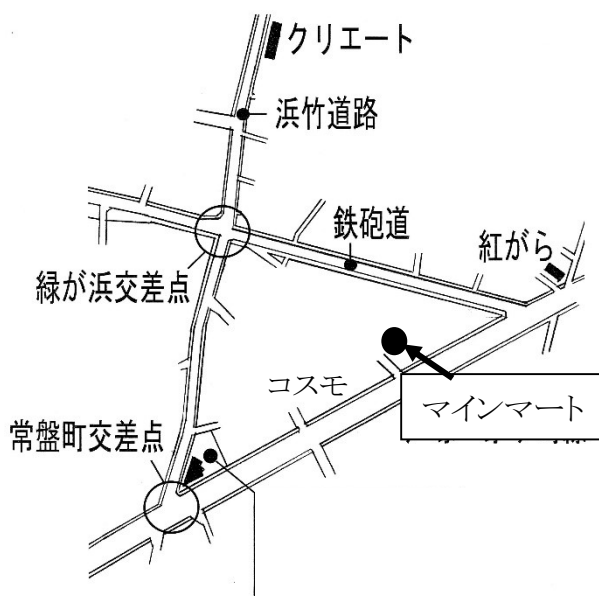 クリエート
浜竹道路
鉄砲道
紅がら
緑が浜交差点
コスモ
マインマート
常盤町交差点